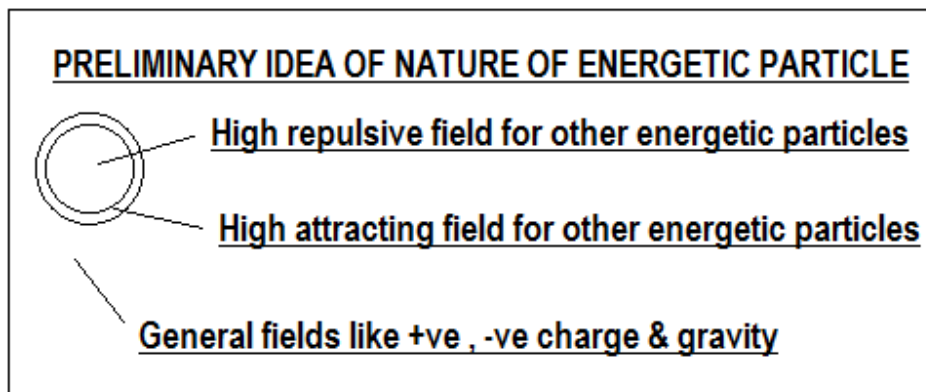 PRELIMINARY IDEA OF NATURE OF ENERGETIC PARTICLE
High repulsive field for other energetic particles
High attracting field for other energetic particles
General fields like +ve , -ve charge & gravity